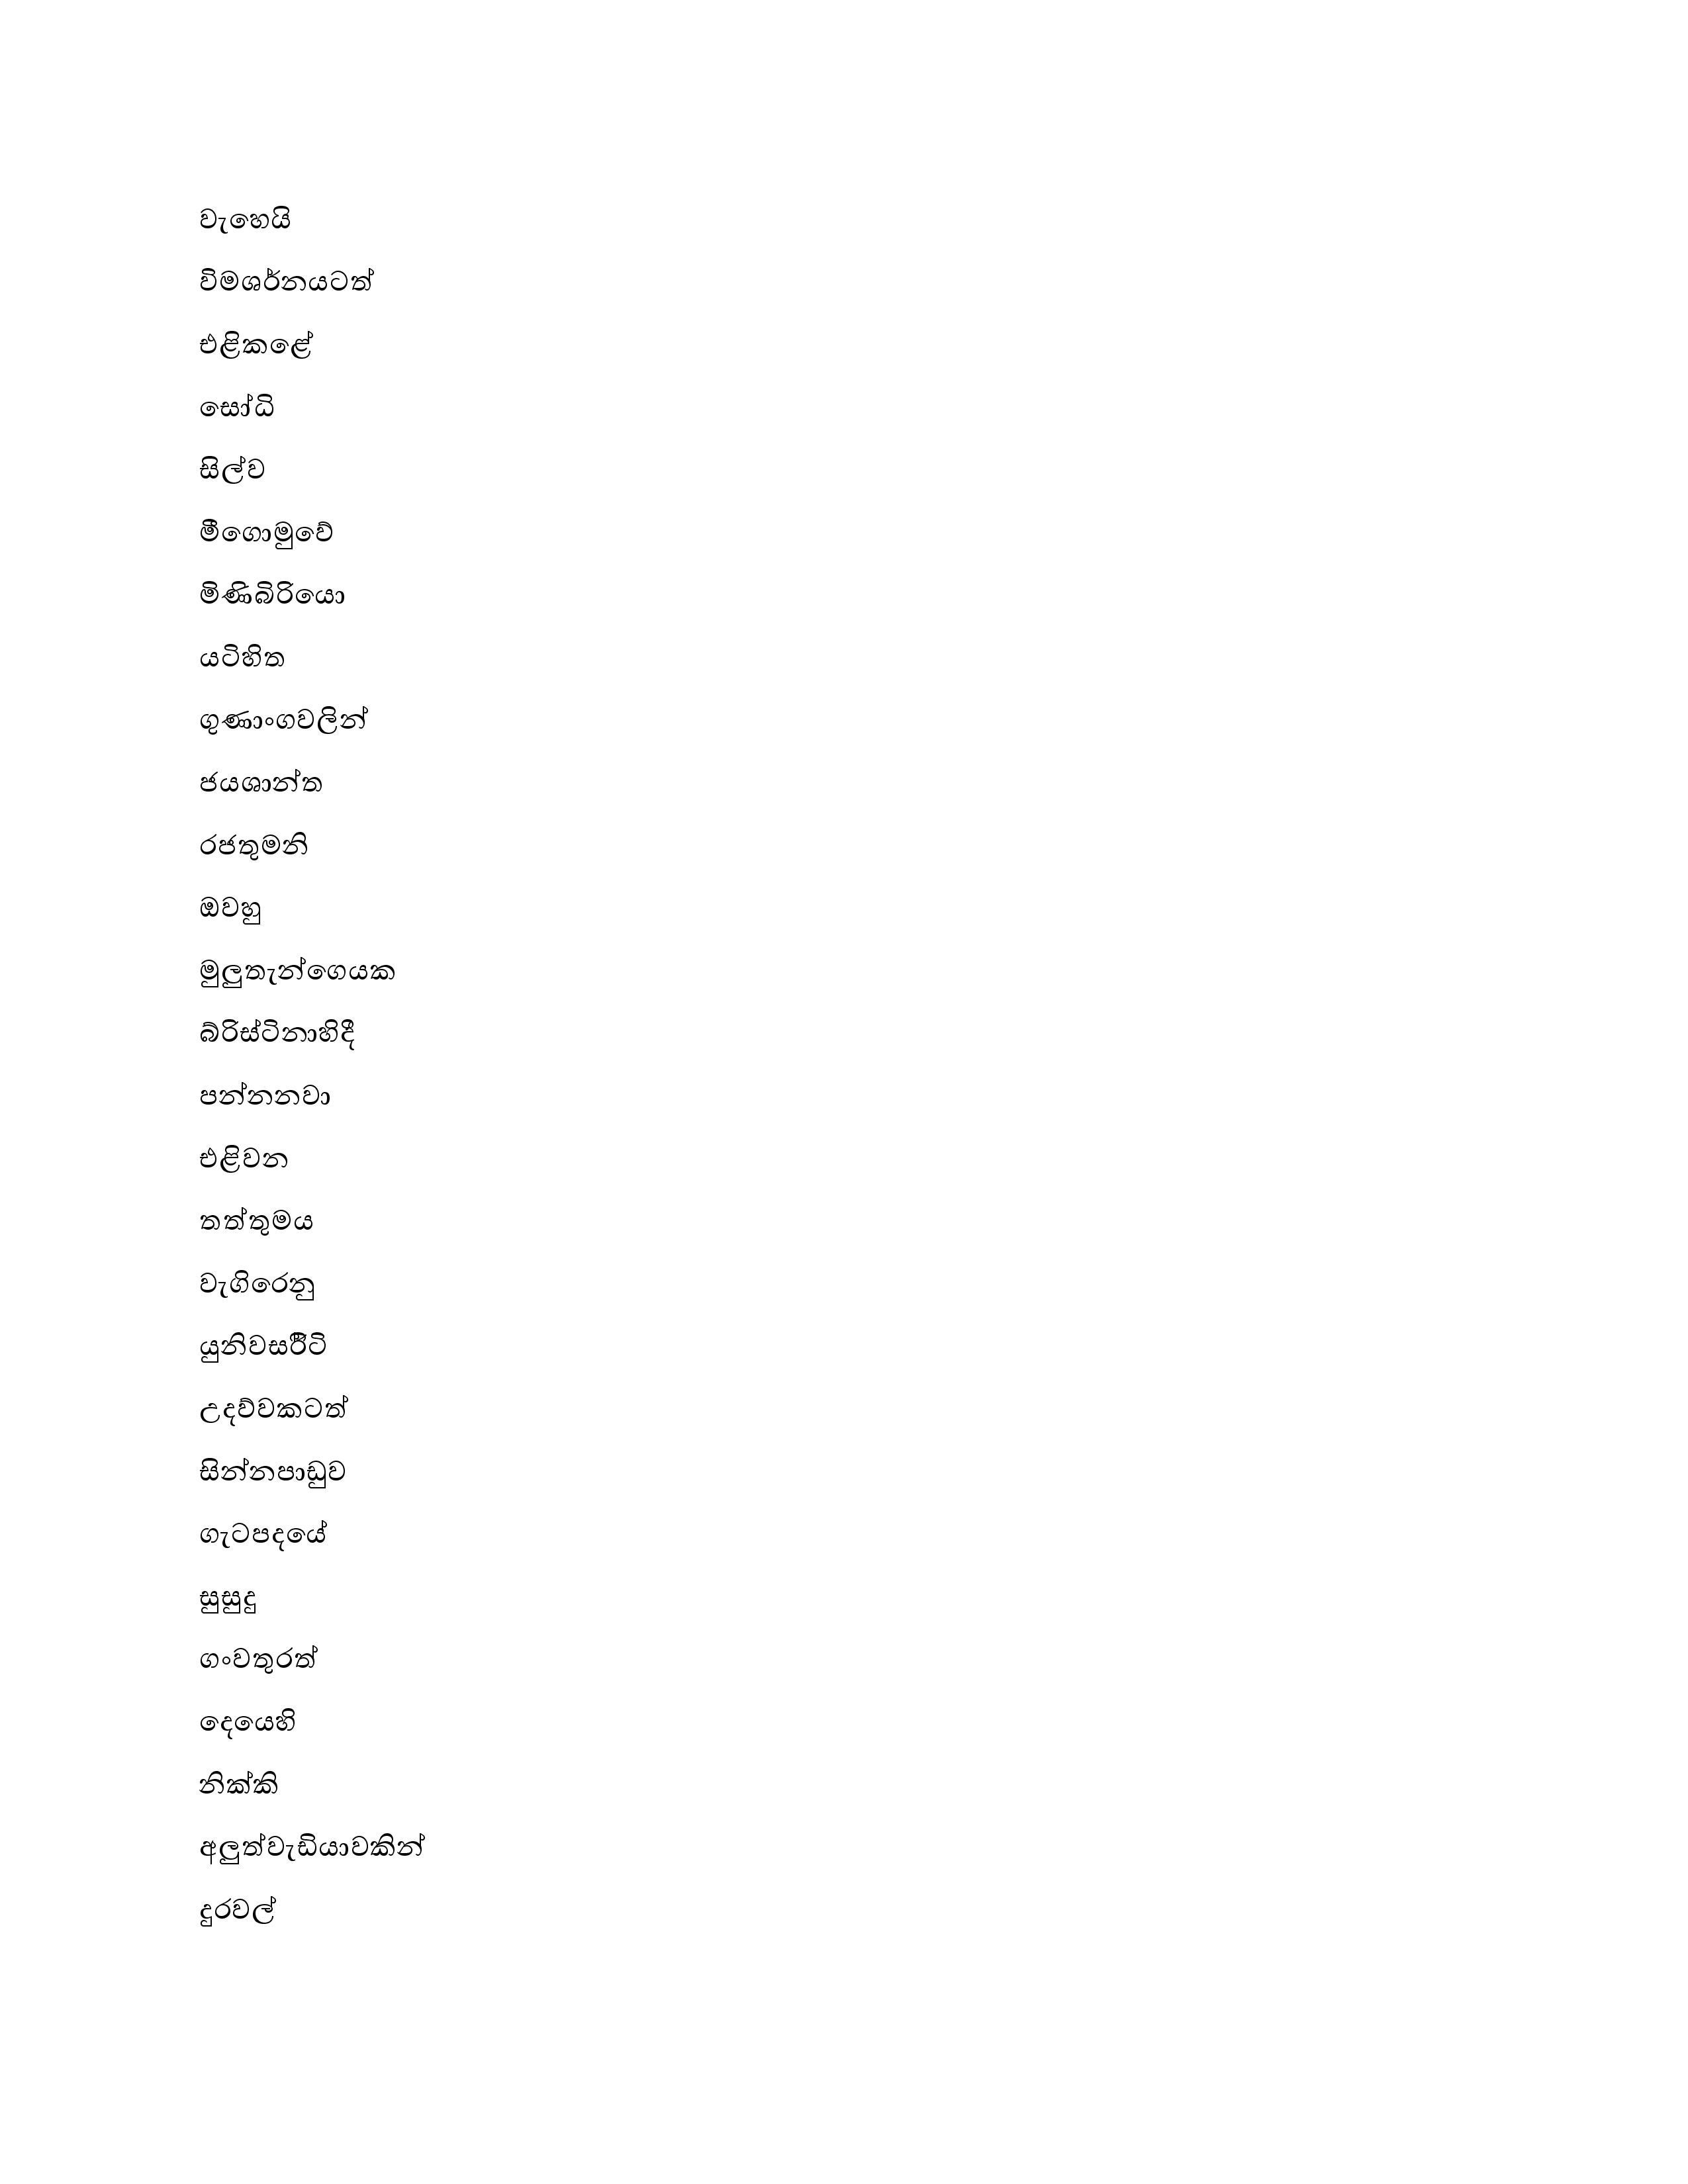 වැහෙයි
විමශර්නයටත්
එළිකළේ
සෝධි
සිල්ව
මීගොමුවේ
මිණිබිරියො
යටිහිත
ගුණාංගවලින්
ජයශාන්ත
රජතුමනි
ඔවහු
මුලුතැන්ගෙයක
බ්රිස්ටිනාහිදී
පන්නනවා
එළිවන
තත්තුමය
වැගිරෙනු
යුනිවසර්ිටි
උදව්වකටත්
සින්නපාඩුව
ගැටපදයේ
සුසුදු
ගංවතුරත්
දෙයෙහි
නික්කි
අලුත්වැඩියාවකින්
දුරවල්